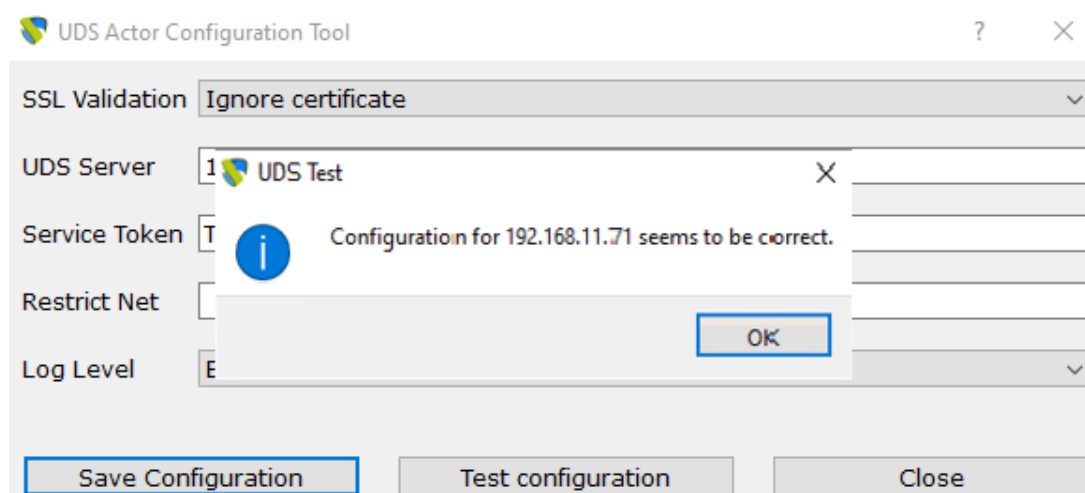 UDS Actor Configuration Tool ?
SSL Validation Ignore certificate
UDS Server 1
UDS Test
Service Token T
Configuration for 192.168.11.71 seems to be correct.
Restrict Net
OK
Log Level E
Save Configuration Test configuration Close